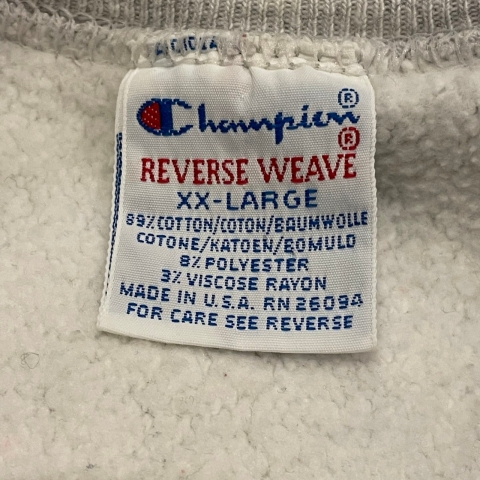 Champion®
®
REVERSE WEAVE
XX-LARGE
89% COTTON/COTON/BAUMWOLLE
COTONE/KATOEN/BOMULD
8% POLYESTER
3% VISCOSE RAYON
MADE IN U.S.A. RN 26094
FOR CARE SEE REVERSE